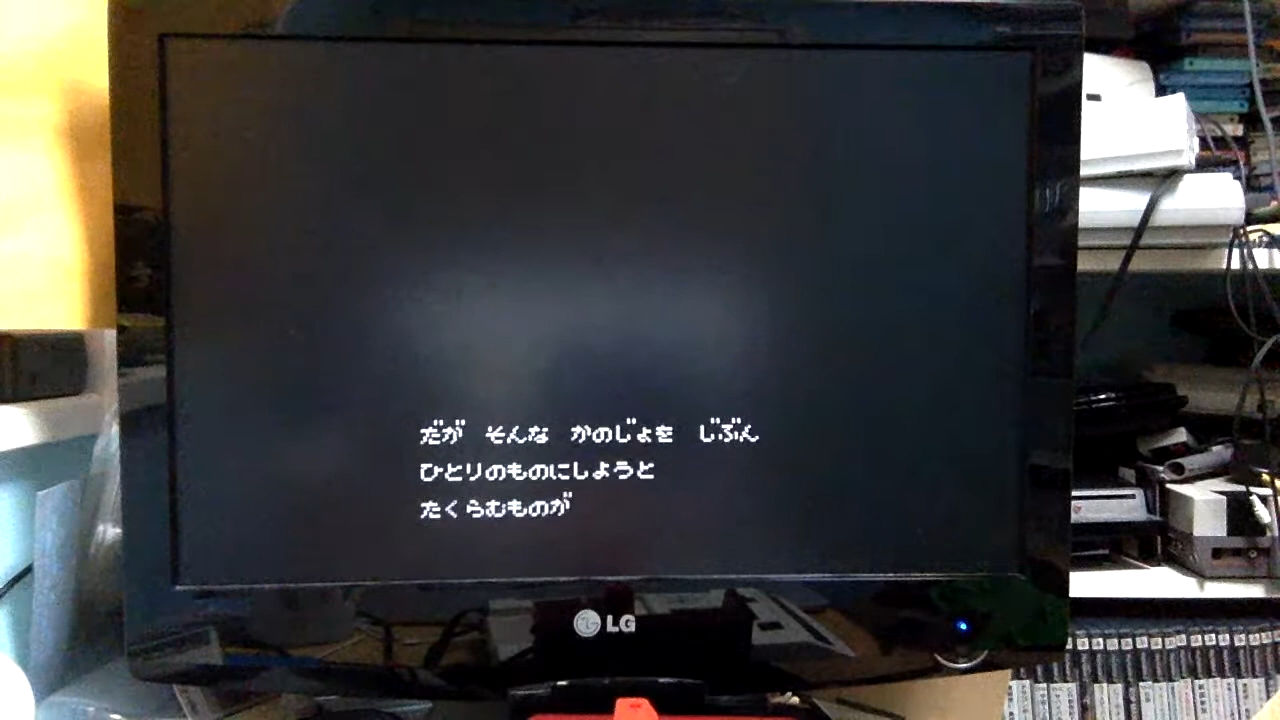 だが そんな かのじょを じぶん
ひとりのものにしようと
たくらむものが
LG